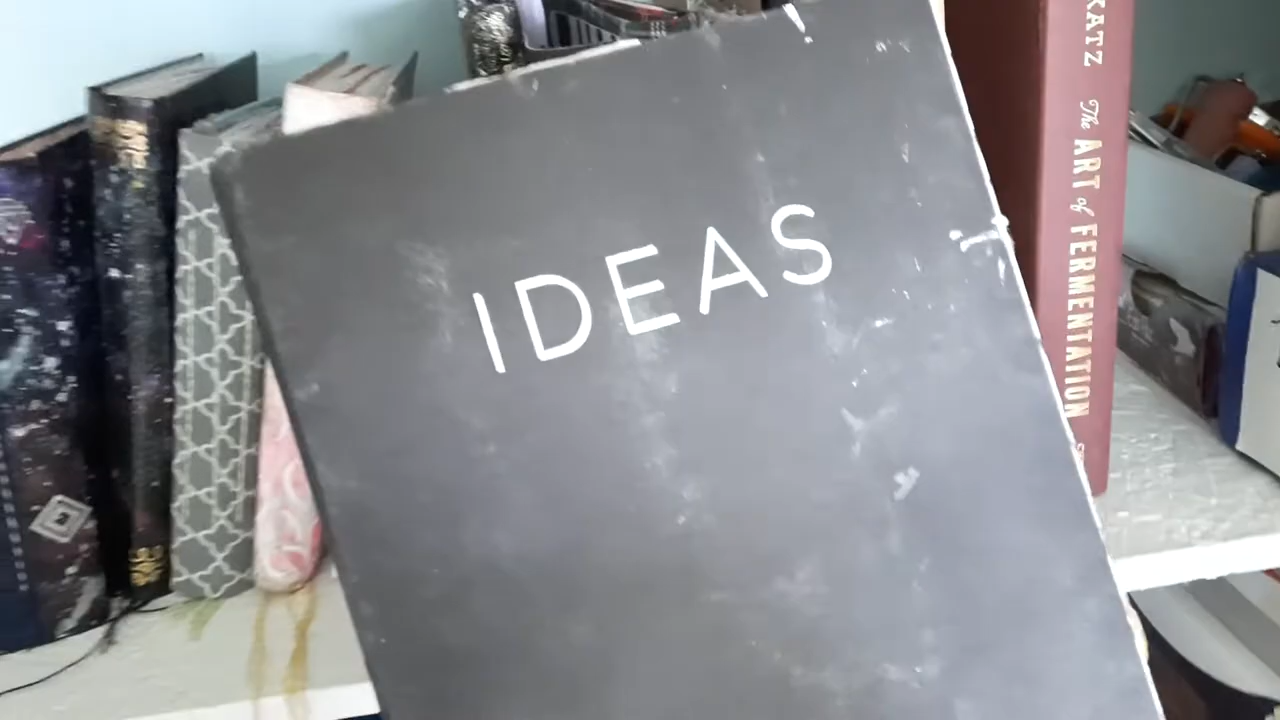 IDEAS
KATZ The ART of FERMENTATION